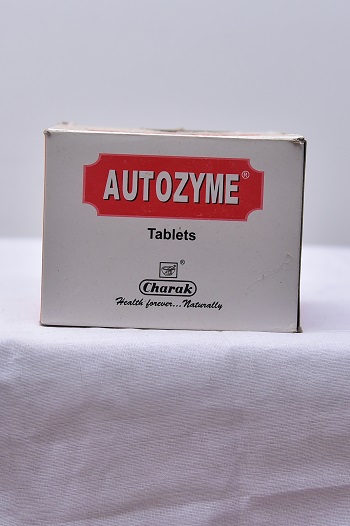 AUTOZYME®
Tablets
®
Charak
Health forever...Naturally